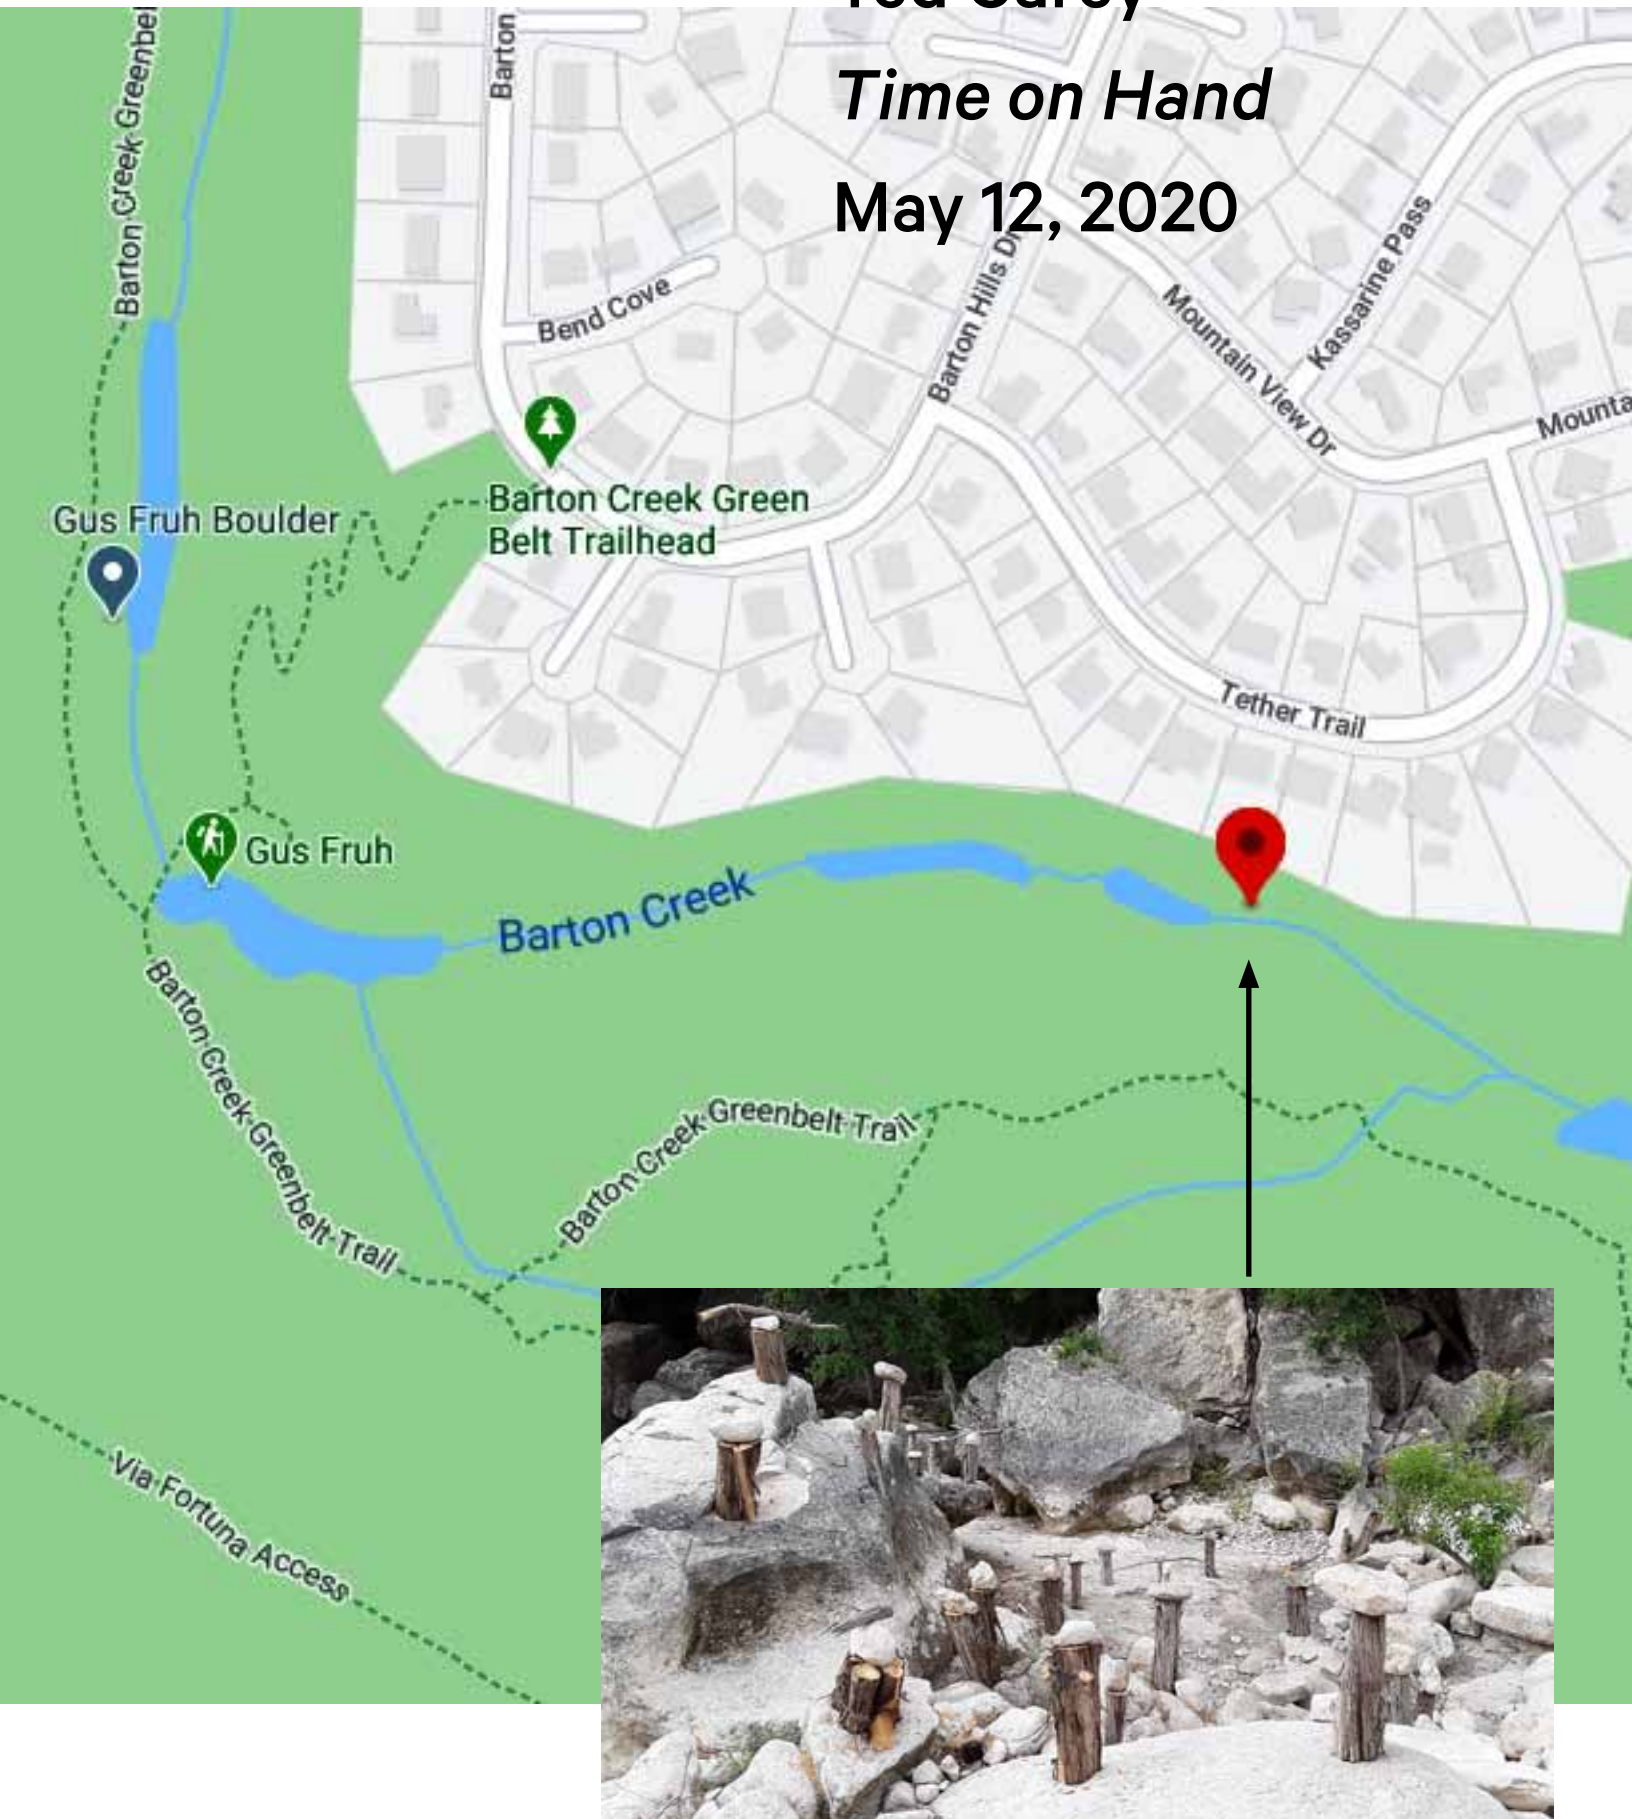 Time on Hand
May 12, 2020
Barton Creek Greenbel
Barton
Bend Cove
Barton Hills Dr
Mountain View Dr
Kassarine Pass
Mounta
Barton Creek Green
Belt Trailhead
Gus Fruh Boulder
Tether Trail
Gus Fruh
Barton Creek
Barton Creek Greenbelt Trail
Barton Creek Greenbelt Trail
Via Fortuna Access